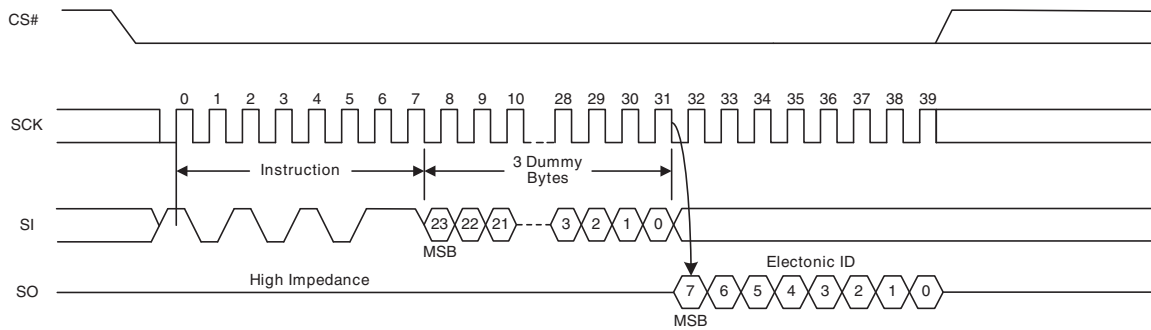 CS#
0 1 2 3 4 5 6 7 8 9 10 28 29 30 31 32 33 34 35 36 37 38 39
SCK
Instruction
3 Dummy
Bytes
SI
23 22 21 3 2 1 0
MSB
High Impedance
Electonic ID
SO
7 6 5 4 3 2 1 0
MSB